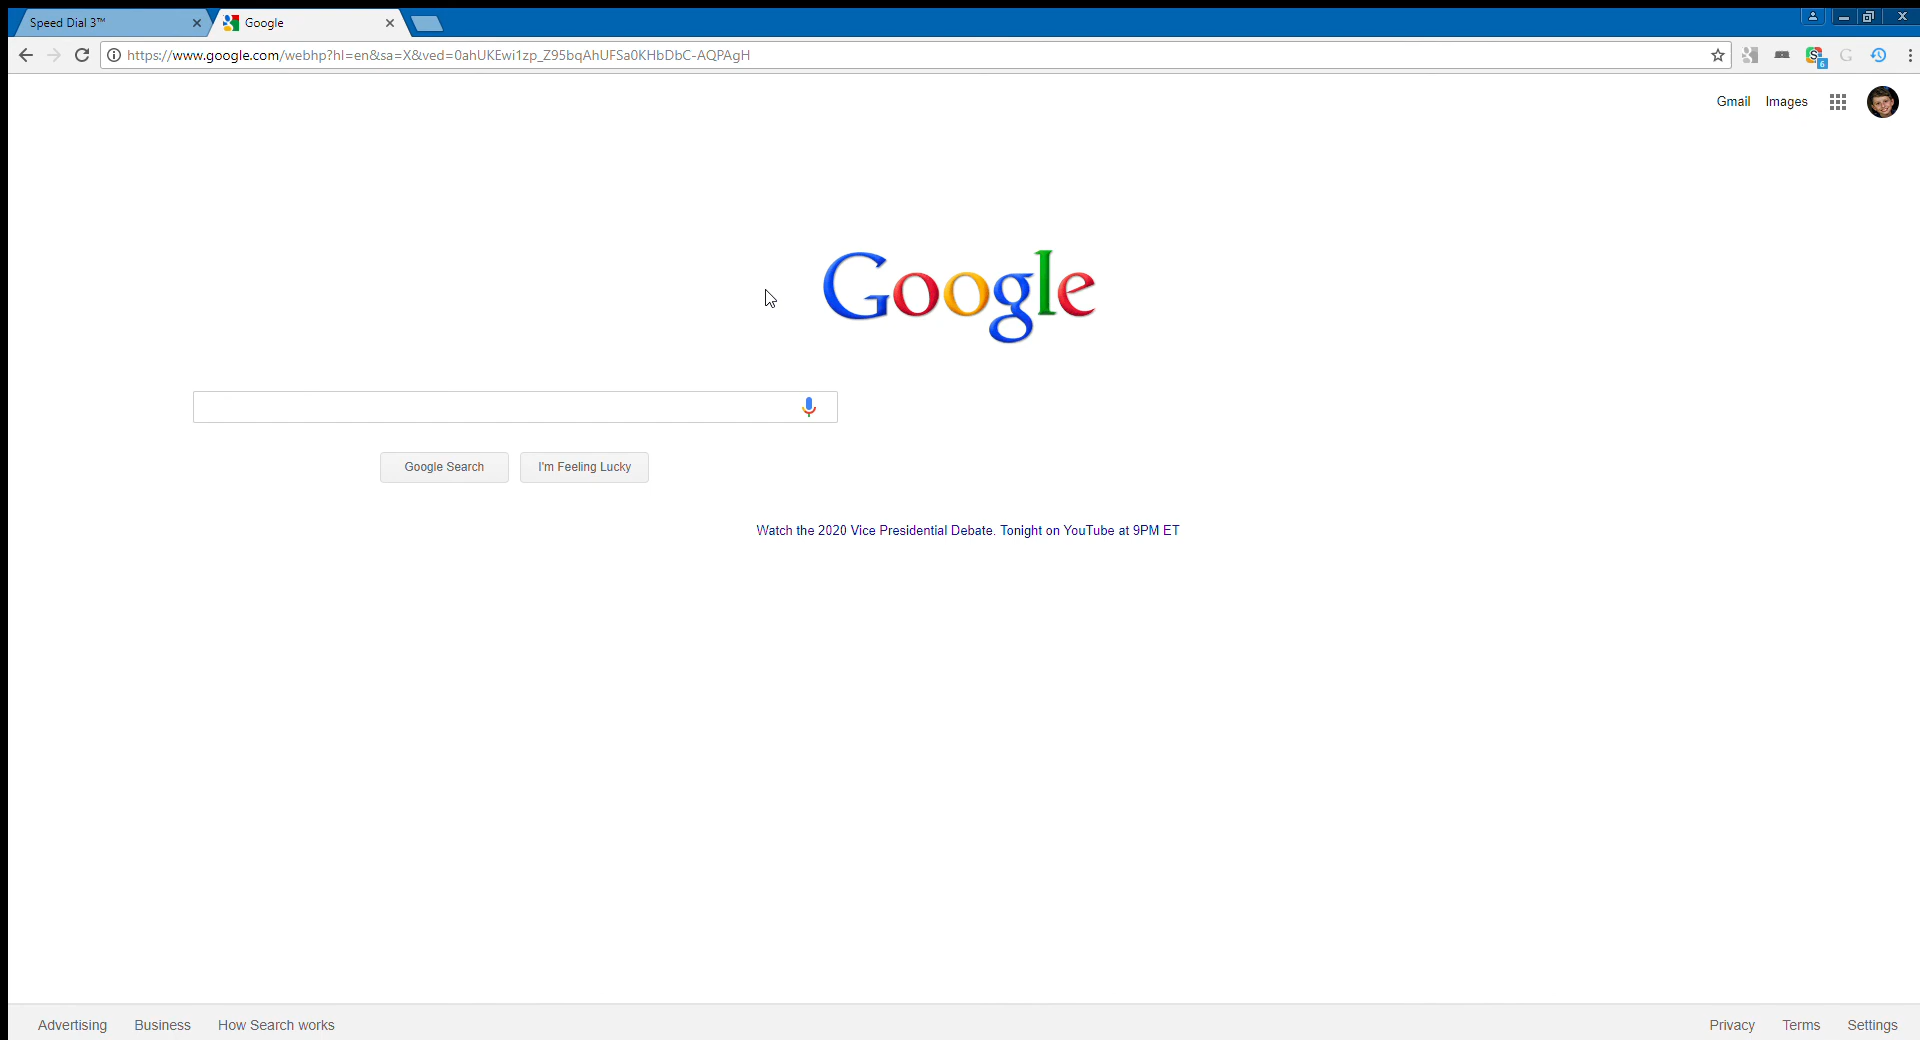 Speed Dial 3™
Google
https://www.google.com/webhp?hl=en&sa=X&ved=0ahUKEwi1zp_Z95bqAhUFSa0KHbDbC-AQPAgH
6
Gmail Images
Google
Google Search I'm Feeling Lucky
Watch the 2020 Vice Presidential Debate. Tonight on YouTube at 9PM ET
Advertising Business How Search works Privacy Terms Settings